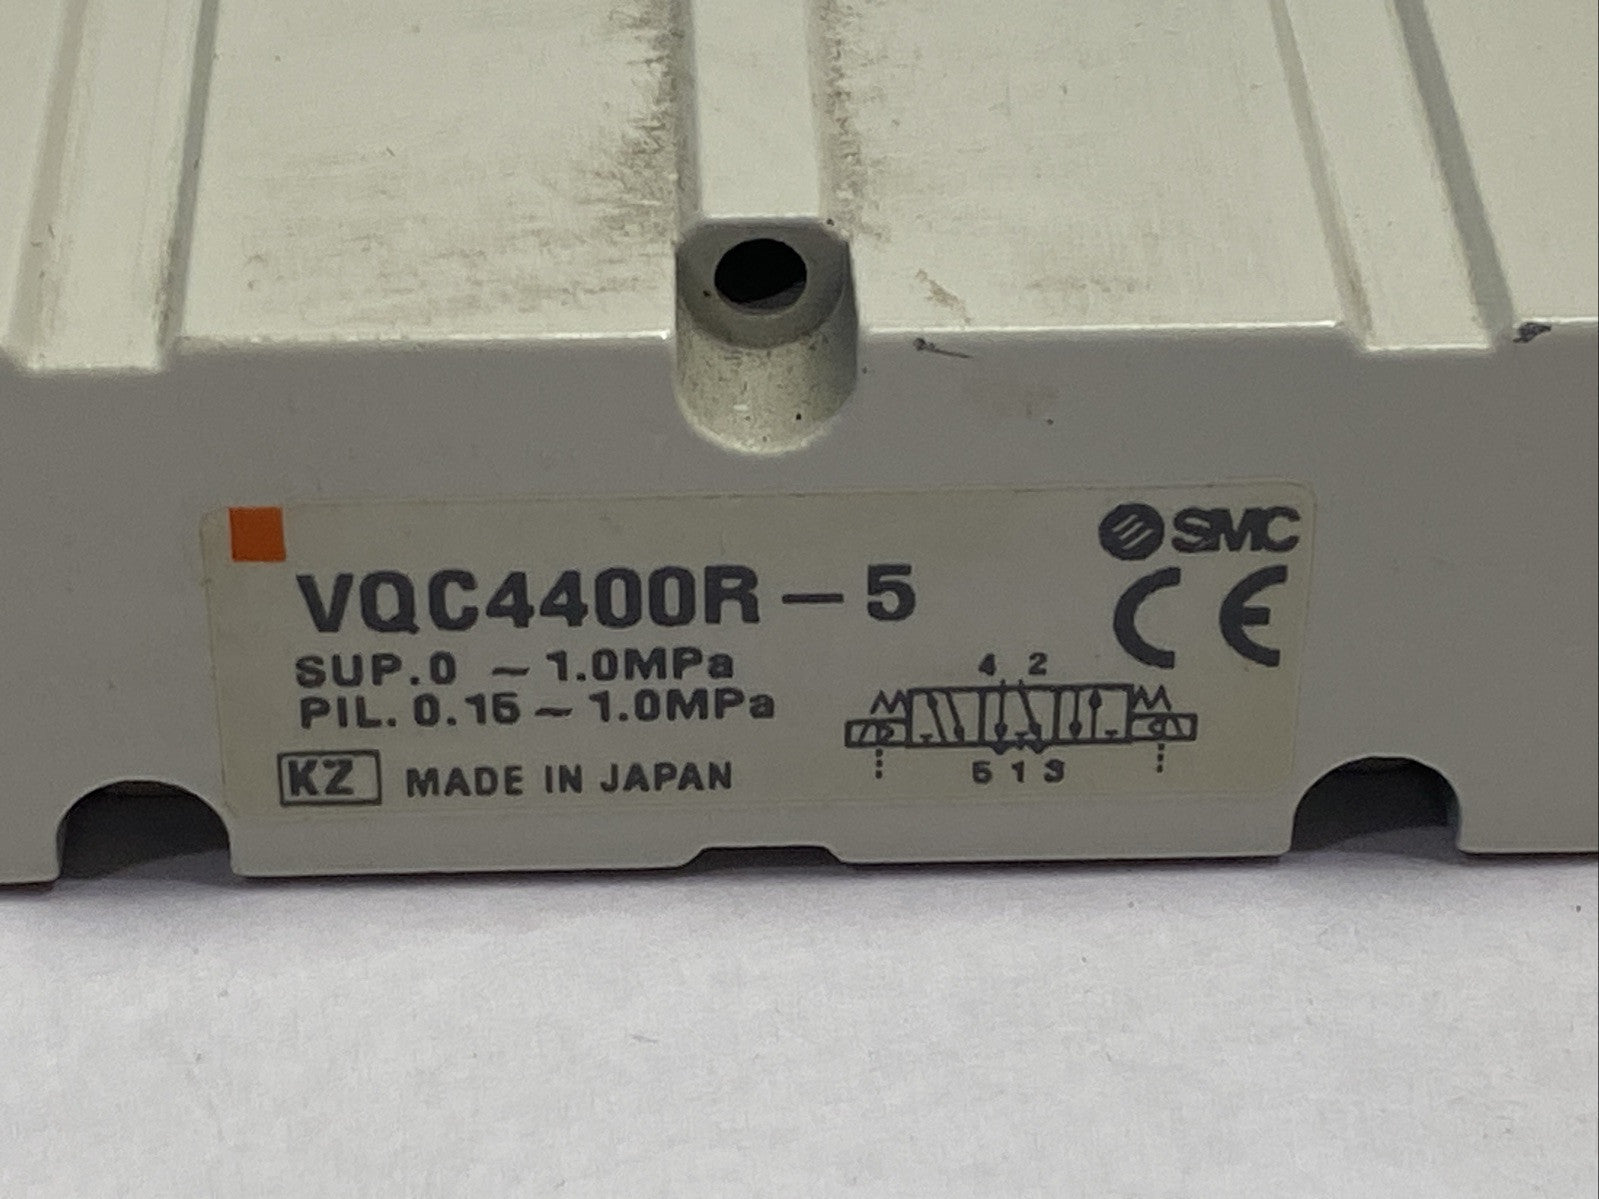 SMC
VQC4400R-5
CE
SUP.0 ~ 1.0MPa
PIL. 0.15 ~ 1.0MPa
4 2
5 1 3
KZ MADE IN JAPAN